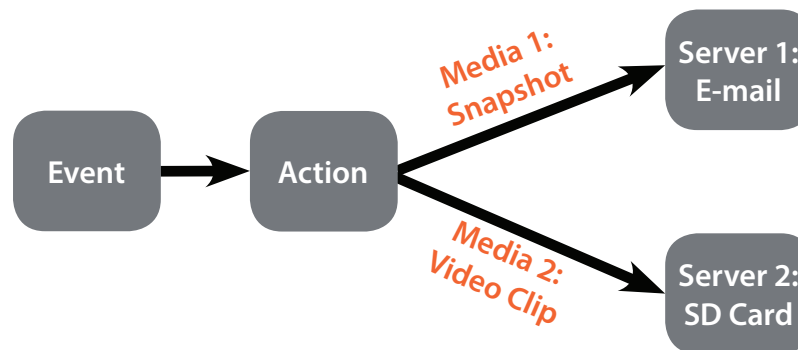 Event
Action
Media 1:
Snapshot
Server 1:
E-mail
Media 2:
Video Clip
Server 2:
SD Card